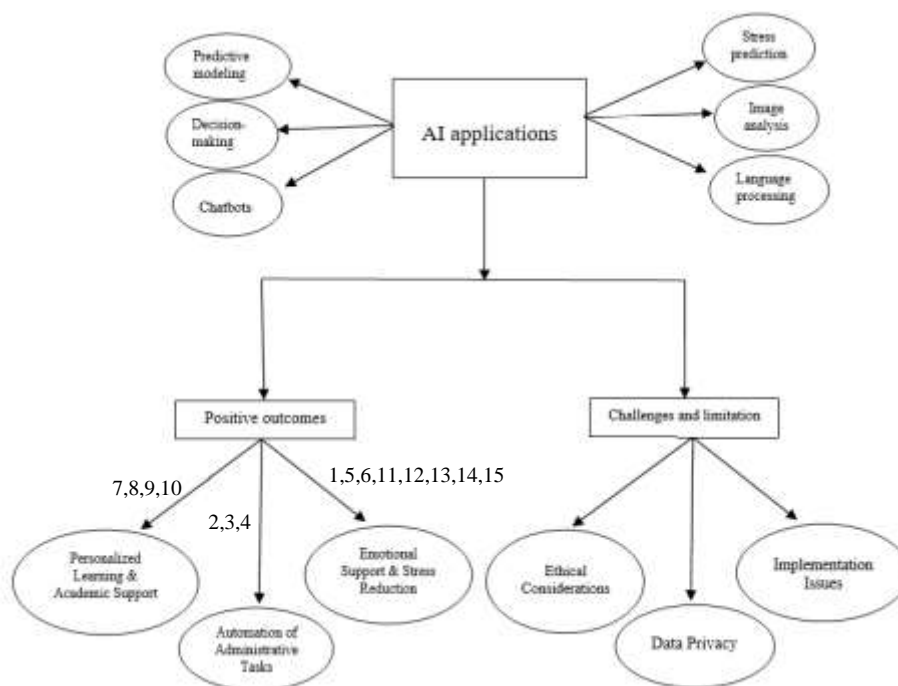 Predictive
modeling
Decision-
making
Chatbots
AI applications
Stress
prediction
Image
analysis
Language
processing
Positive outcomes
Challenges and limitation
7,8,9,10
2,3,4
1,5,6,11,12,13,14,15
Personalized
Learning &
Academic Support
Automation of
Administrative
Tasks
Emotional
Support & Stress
Reduction
Ethical
Considerations
Data Privacy
Implementation
Issues